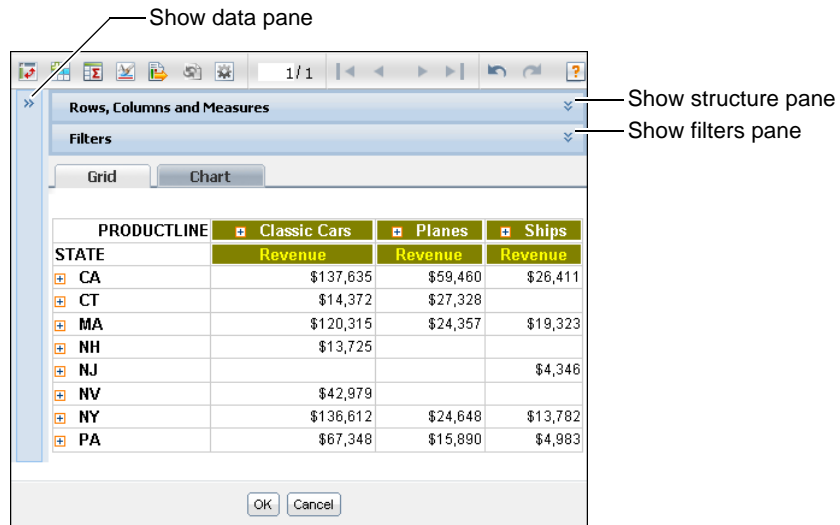 Show data pane
1/1
?
Rows, Columns and Measures
Show structure pane
Filters
Show filters pane
Grid Chart
PRODUCTLINE Classic Cars Planes Ships
STATE Revenue Revenue Revenue
CA $137,635 $59,460 $26,411
CT $14,372 $27,328
MA $120,315 $24,357 $19,323
NH $13,725
NJ $4,346
NV $42,979
NY $136,612 $24,648 $13,782
PA $67,348 $15,890 $4,983
OK Cancel